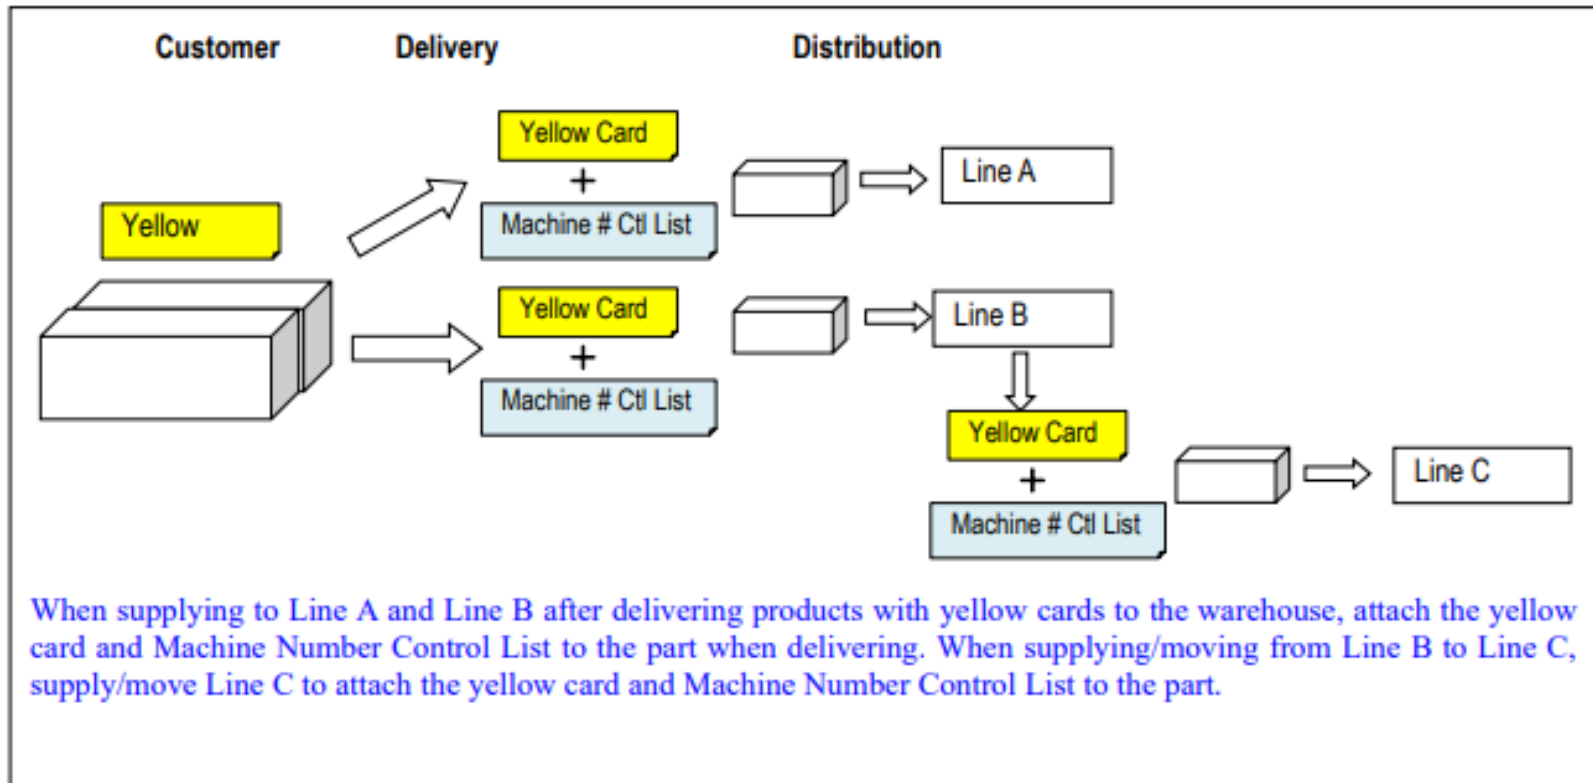 Customer Delivery Distribution
Yellow Card
+
Machine # Ctl List
Line A
Yellow
Yellow Card
+
Machine # Ctl List
Line B
Yellow Card
+
Machine # Ctl List
Line C
When supplying to Line A and Line B after delivering products with yellow cards to the warehouse, attach the yellow
card and Machine Number Control List to the part when delivering. When supplying/moving from Line B to Line C,
supply/move Line C to attach the yellow card and Machine Number Control List to the part.